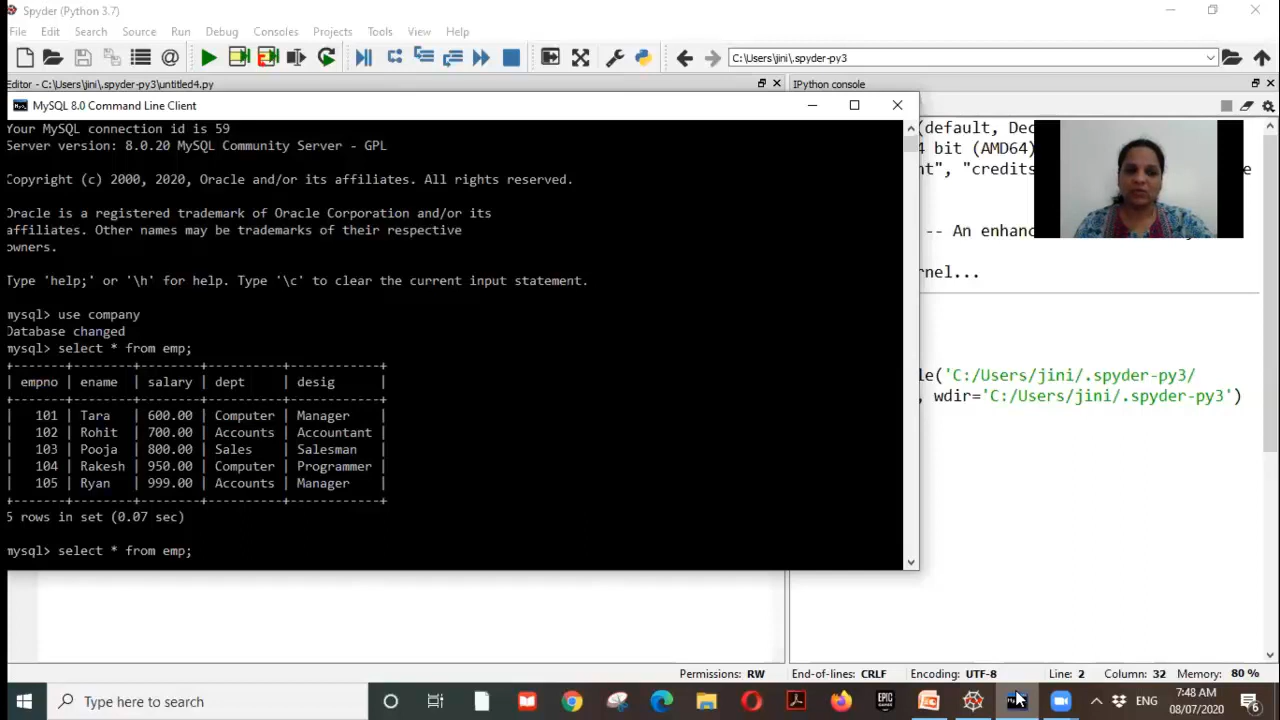 Spyder (Python 3.7)
File Edit Search Source Run Debug Consoles Projects Tools View Help
C:\Users\jini\.spyder-py3
Editor - C:\Users\jini\.spyder-py3\untitled4.py
IPython console
MySQL 8.0 Command Line Client
Your MySQL connection id is 59
Server version: 8.0.20 MySQL Community Server - GPL
Copyright (c) 2000, 2020, Oracle and/or its affiliates. All rights reserved.
Oracle is a registered trademark of Oracle Corporation and/or its
affiliates. Other names may be trademarks of their respective
owners.
Type 'help;' or '\h' for help. Type '\c' to clear the current input statement.
mysql> use company
Database changed
mysql> select * from emp;
+-------+--------+--------+----------+------------+
| empno | ename | salary | dept | desig |
+-------+--------+--------+----------+------------+
| 101 | Tara | 600.00 | Computer | Manager |
| 102 | Rohit | 700.00 | Accounts | Accountant |
| 103 | Pooja | 800.00 | Sales | Salesman |
| 104 | Rakesh | 950.00 | Computer | Programmer |
| 105 | Ryan | 999.00 | Accounts | Manager |
+-------+--------+--------+----------+------------+
5 rows in set (0.07 sec)
mysql> select * from emp;
(default, Dec
4 bit (AMD64)
nt", "credits e
-- An enhanc
rnel...
le('C:/Users/jini/.spyder-py3/
, wdir='C:/Users/jini/.spyder-py3')
Permissions: RW End-of-lines: CRLF Encoding: UTF-8 Line: 2 Column: 32 Memory: 80 %
Type here to search
EPIC GAMES
ENG
7:48 AM
08/07/2020
6